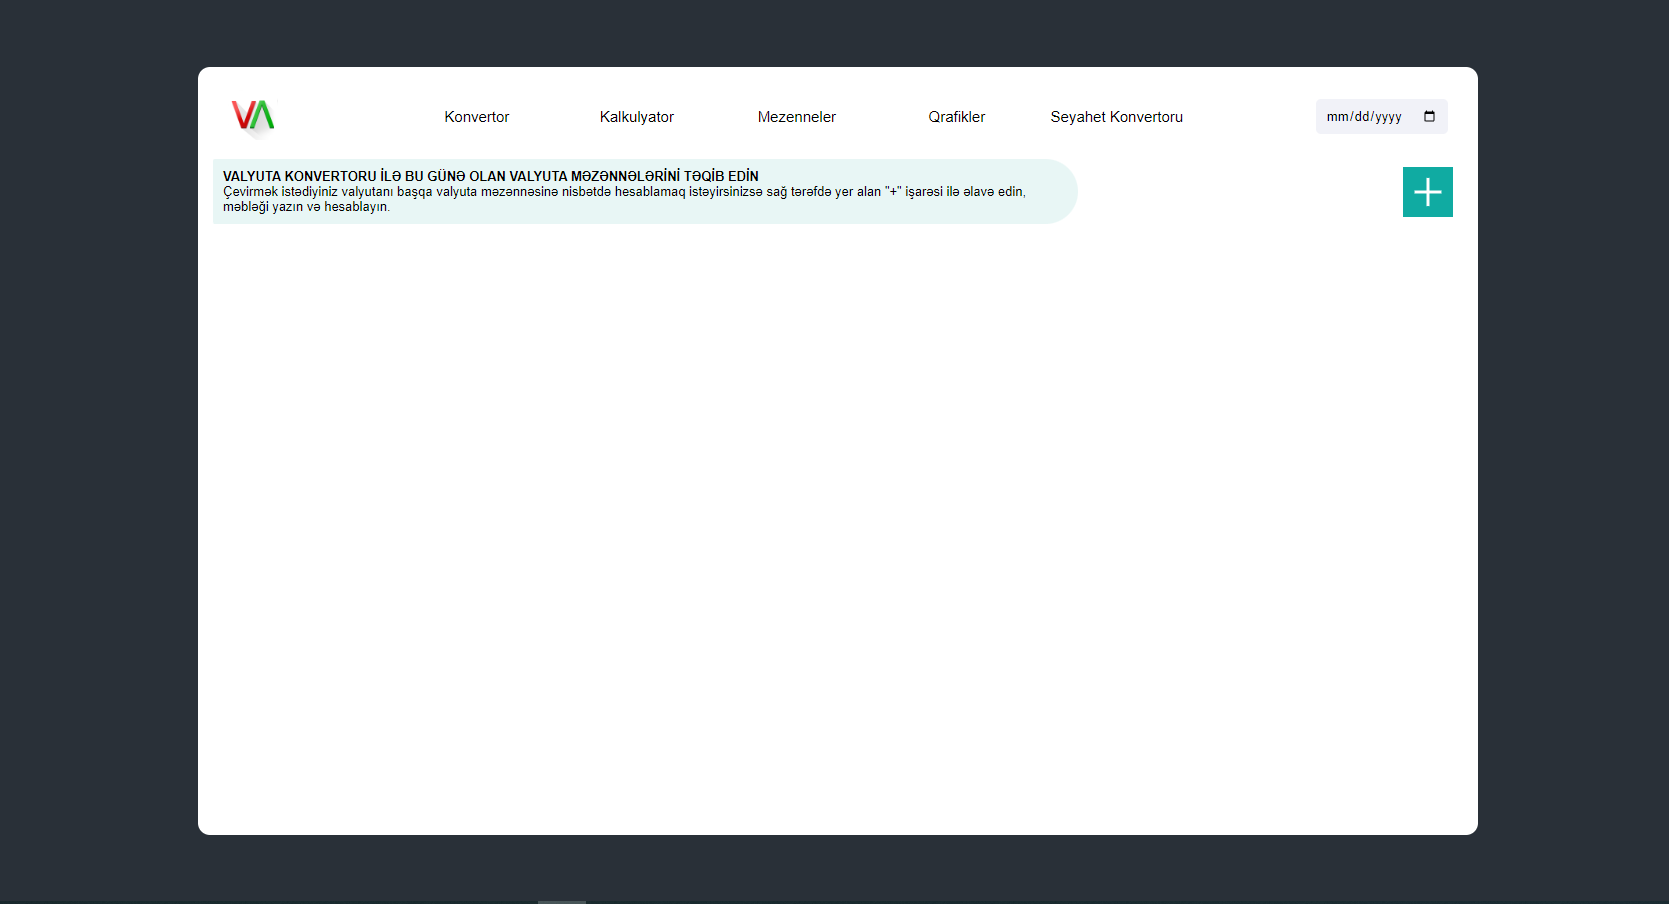 VA
Konvertor
Kalkulyator
Mezenneler
Qrafikler
Seyahet Konvertoru
mm/dd/yyyy
VALYUTA KONVERTORU İLƏ BU GÜNƏ OLAN VALYUTA MƏZƏNNƏLƏRİNİ TƏQİB EDİN
Çevirmək istədiyiniz valyutanı başqa valyuta məzənnəsinə nisbətdə hesablamaq istəyirsinizsə sağ tərəfdə yer alan "+" işarəsi ilə əlavə edin,
məbləği yazın və hesablayın.